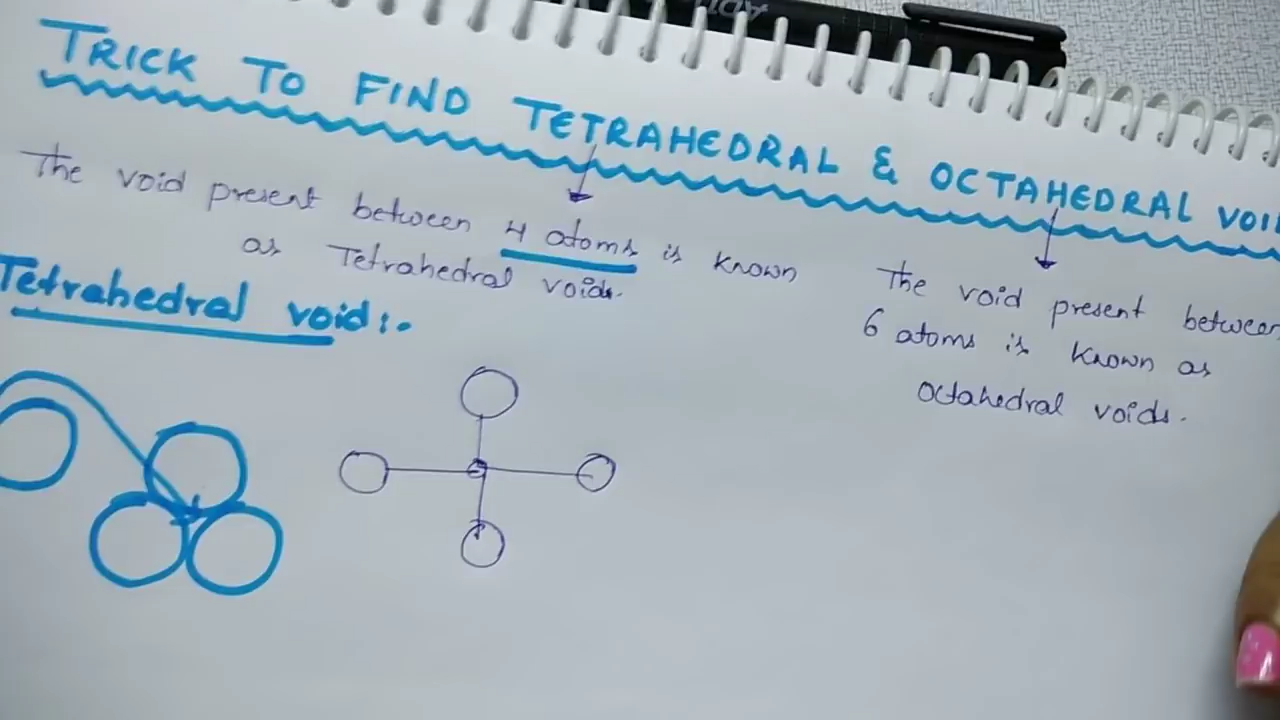 TRICK TO FIND TETRAHEDRAL & OCTAHEDRAL VOI
The void present between 4 atoms is known
as Tetrahedral voids.
The void present between
6 atoms is known as
octahedral voids.
Tetrahedral void:.